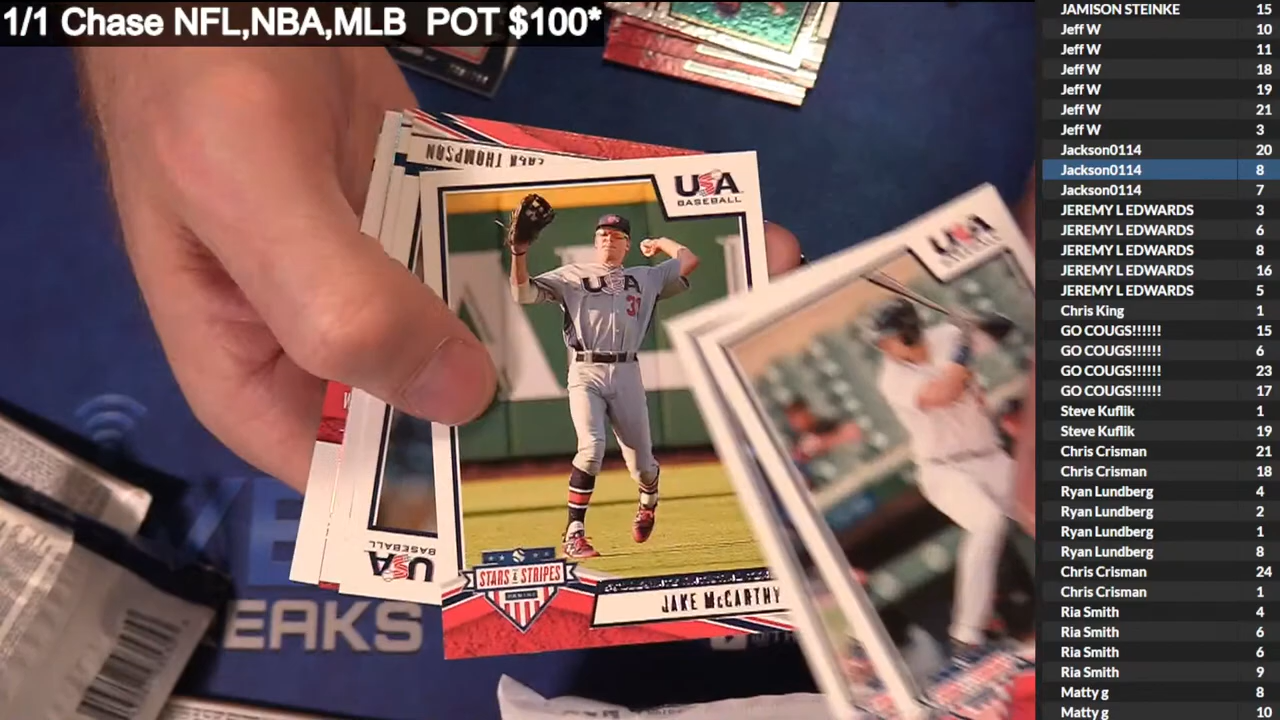 1/1 Chase NFL,NBA,MLB POT $100*
THOMPSON
USA
BASEBALL
USA
31
STARS & STRIPES
PANINI
JAKE McCARTHY
USA
BASEBALL
EAKS
JAMISON STEINKE 15
Jeff W 10
Jeff W 11
Jeff W 18
Jeff W 19
Jeff W 21
Jeff W 3
Jackson0114 20
Jackson0114 8
Jackson0114 7
JEREMY L EDWARDS 3
JEREMY L EDWARDS 6
JEREMY L EDWARDS 8
JEREMY L EDWARDS 16
JEREMY L EDWARDS 5
Chris King 1
GO COUGS!!!!!! 15
GO COUGS!!!!!! 6
GO COUGS!!!!!! 23
GO COUGS!!!!!! 17
Steve Kuflik 1
Steve Kuflik 19
Chris Crisman 21
Chris Crisman 18
Ryan Lundberg 4
Ryan Lundberg 2
Ryan Lundberg 1
Ryan Lundberg 8
Chris Crisman 24
Chris Crisman 1
Ria Smith 4
Ria Smith 6
Ria Smith 6
Ria Smith 9
Matty g 8
Matty g 10